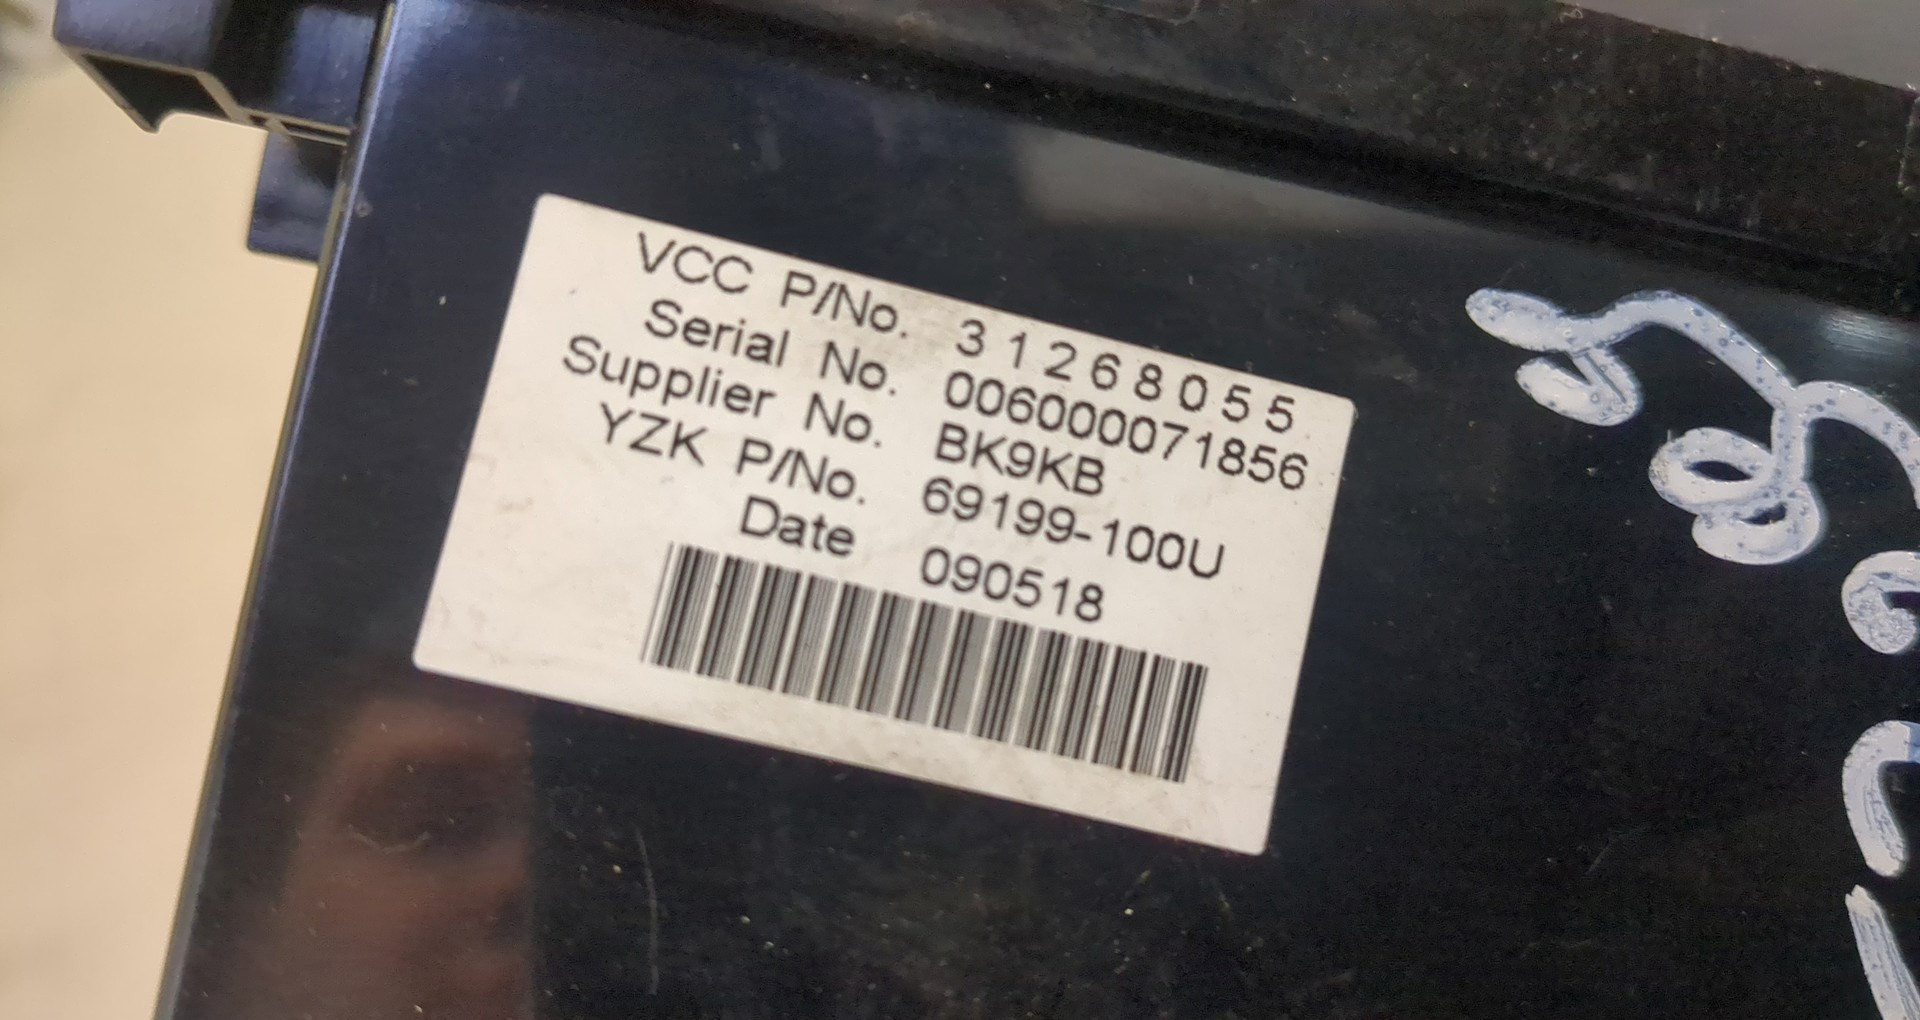 VCC P/No. 31268055
Serial No. 006000071856
Supplier No. BK9KB
YZK P/No. 69199-100U
Date 090518